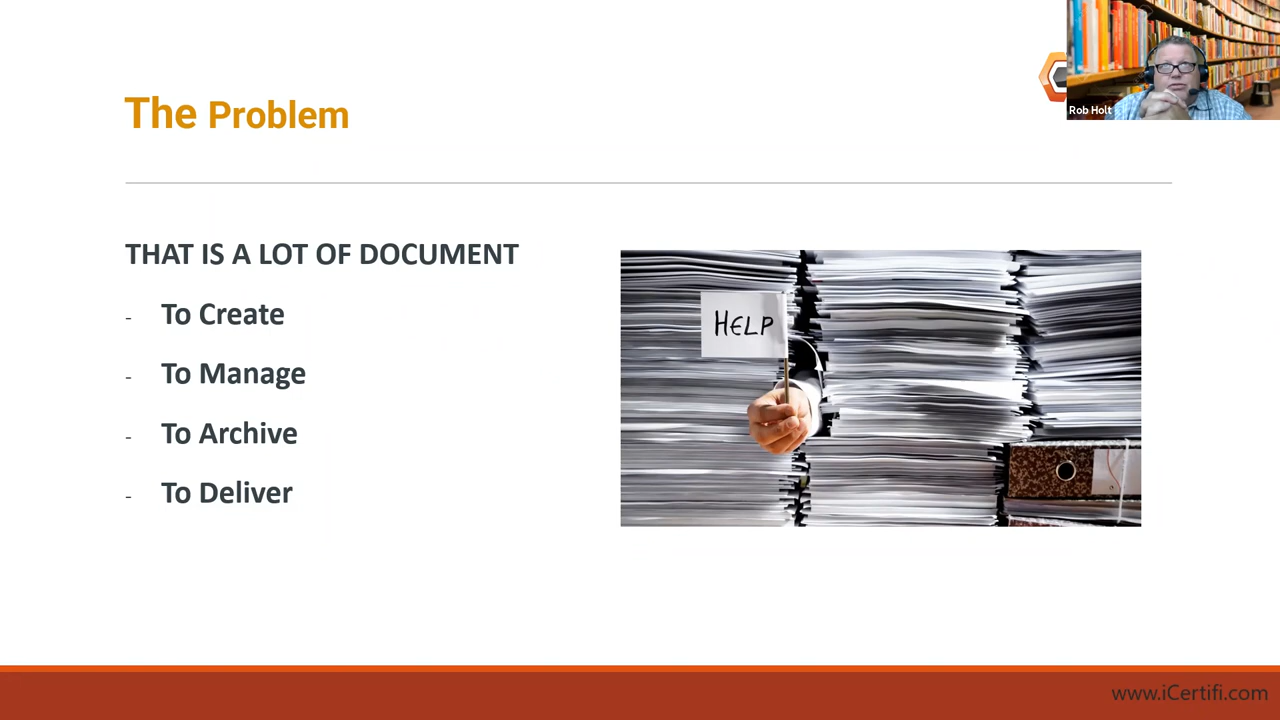 The Problem
Rob Holt
THAT IS A LOT OF DOCUMENT
- To Create
- To Manage
- To Archive
- To Deliver
HELP
www.iCertifi.com